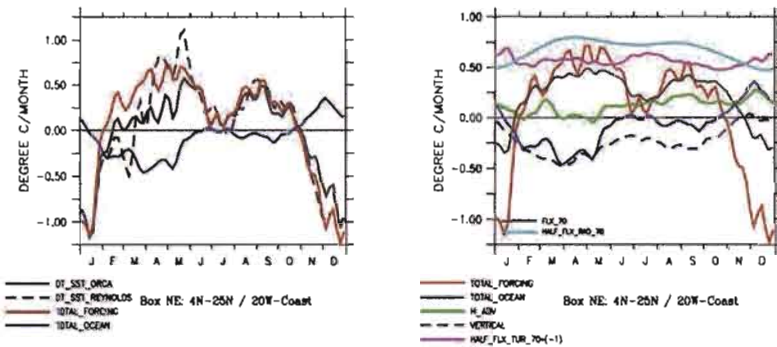 DEGREE C/MONTH
1.00
0.50
0.00
-0.50
-1.00
J F M A M J J A S O N D
DT_SST_ORCA
DT_SST_REYNOLDS
TOTAL_FORCING
TOTAL_OCEAN
Box NE: 4N-25N / 20W-Coast
DEGREE C/MONTH
1.00
0.50
0.00
-0.50
-1.00
FLX_70
HALF_FLX_RAD_70
J F M A M J J A S O N D
TOTAL_FORCING
TOTAL_OCEAN
H_ADV
VERTICAL
HALF_FLX_TUR_70*(-1)
Box NE: 4N-25N / 20W-Coast